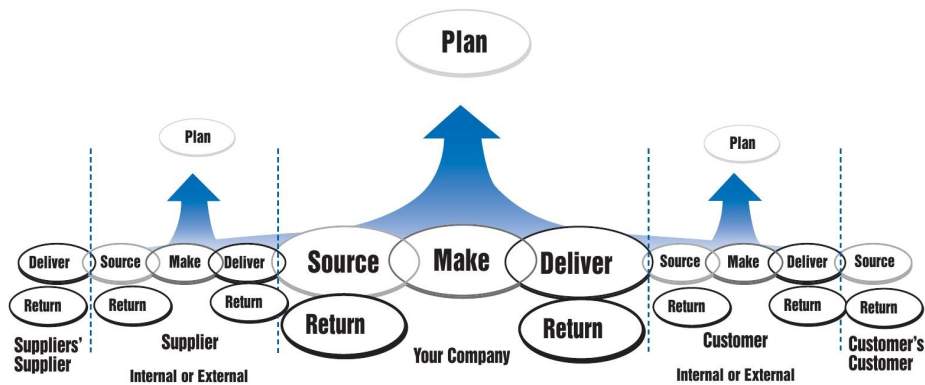 Plan
Plan
Plan
Deliver Source Make Deliver Source Make Deliver Source Make Deliver Source
Return Return Return Return Return Return Return Return
Suppliers'
Supplier
Supplier
Internal or External
Your Company
Customer
Internal or External
Customer's
Customer